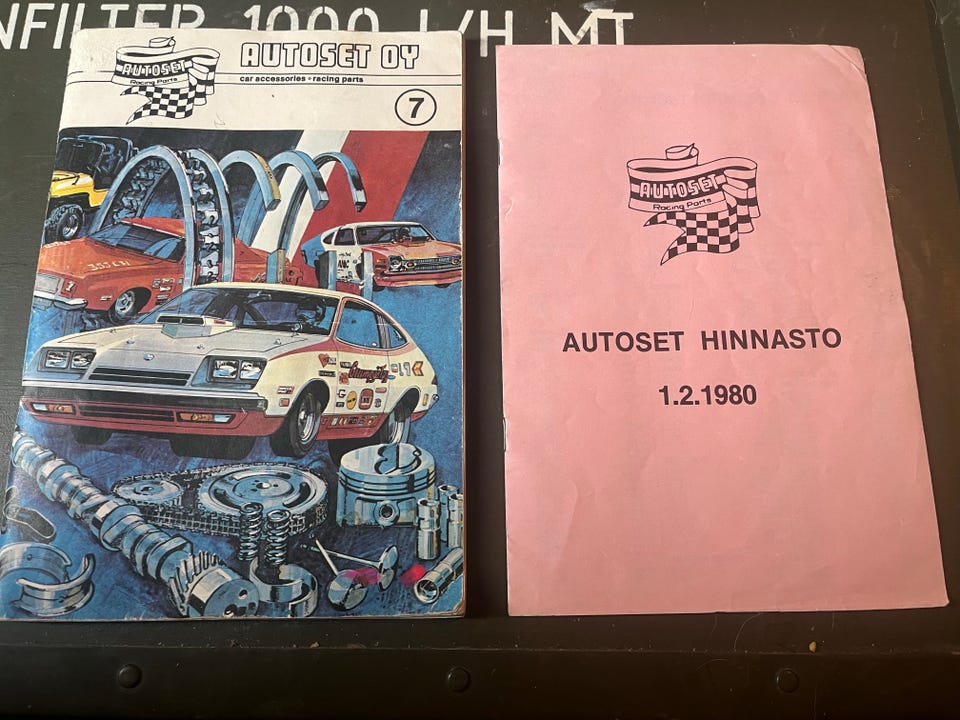 NFILTER 1000 L/H MT
AUTOSET
Racing Parts
AUTOSET OY
car accessories • racing parts
7
AUTOSET
Racing Parts
AUTOSET HINNASTO
1.2.1980